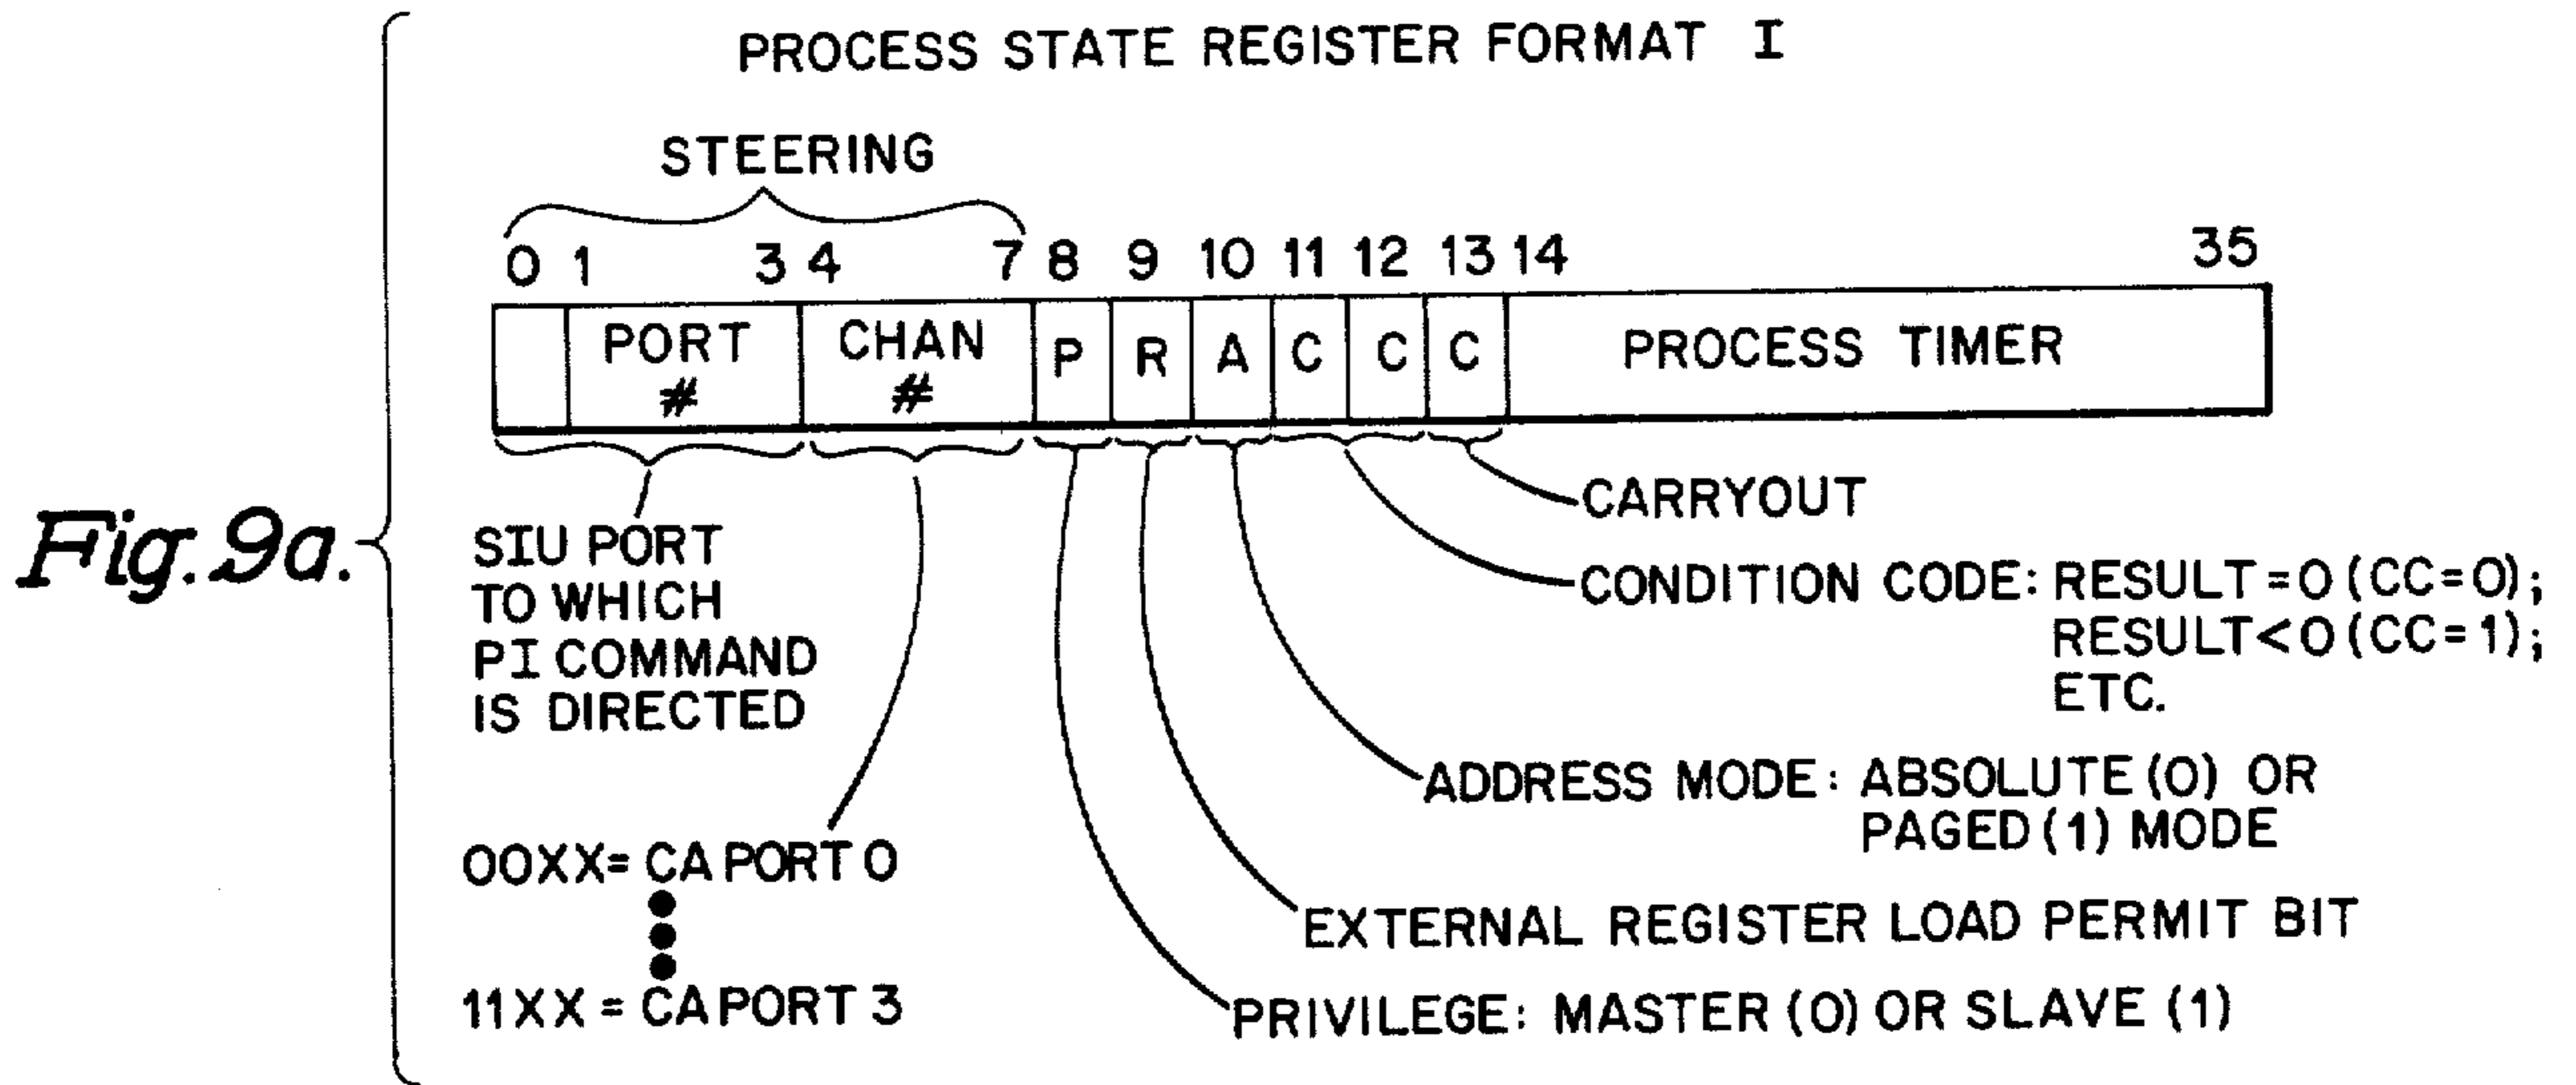 PROCESS STATE REGISTER FORMAT I
STEERING
0 1 3 4 7 8 9 10 11 12 13 14 35
PORT # CHAN # P R A C C C PROCESS TIMER
Fig. 9a.
SIU PORT
TO WHICH
PI COMMAND
IS DIRECTED
00XX= CA PORT 0
11XX = CA PORT 3
CARRYOUT
CONDITION CODE: RESULT=0 (CC=0);
RESULT<0 (CC=1);
ETC.
ADDRESS MODE: ABSOLUTE (0) OR
PAGED (1) MODE
EXTERNAL REGISTER LOAD PERMIT BIT
PRIVILEGE: MASTER (0) OR SLAVE (1)